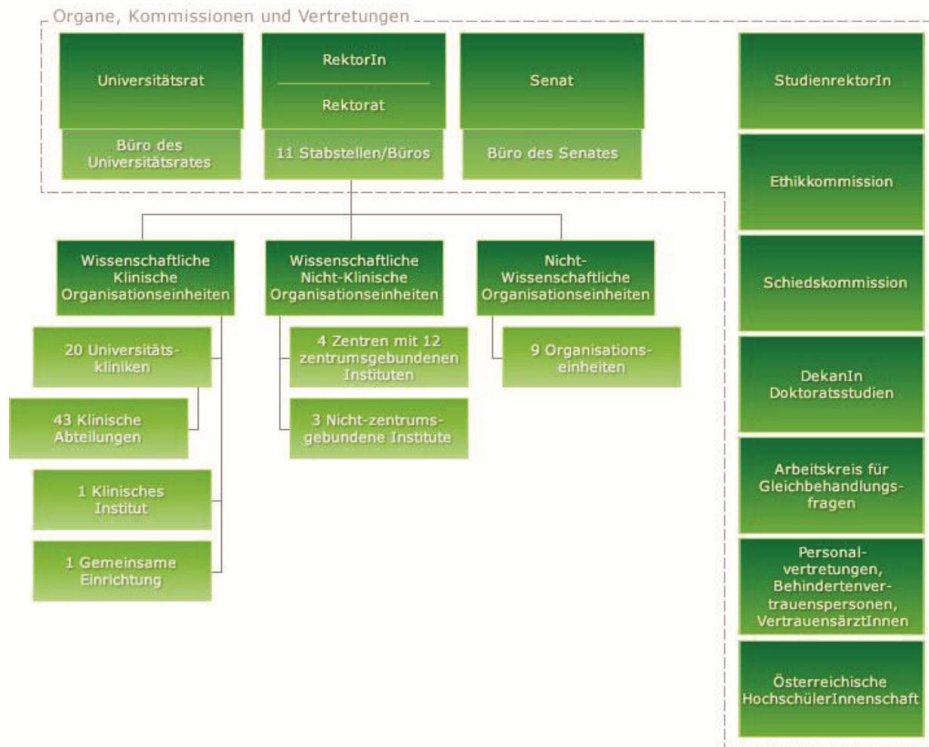 Organe, Kommissionen und Vertretungen
Universitätsrat
Büro des
Universitätsrates
RektorIn
Rektorat
11 Stabstellen/Büros
Senat
Büro des Senates
Wissenschaftliche
Klinische
Organisationseinheiten
20 Universitäts-
kliniken
43 Klinische
Abteilungen
1 Klinisches
Institut
1 Gemeinsame
Einrichtung
Wissenschaftliche
Nicht-Klinische
Organisationseinheiten
4 Zentren mit 12
zentrumsgebundenen
Instituten
3 Nicht-zentrums-
gebundene Institute
Nicht-
Wissenschaftliche
Organisationseinheiten
9 Organisations-
einheiten
StudienrektorIn
Ethikkommission
Schiedskommission
DekanIn
Doktoratsstudien
Arbeitskreis für
Gleichbehandlungs-
fragen
Personal-
vertretungen,
Behindertenver-
trauenspersonen,
VertrauensärztInnen
Österreichische
HochschülerInnenschaft